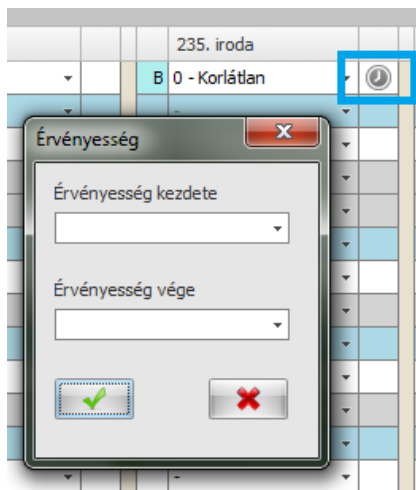 235. iroda
B 0 - Korlátlan
Érvényesség
Érvényesség kezdete
Érvényesség vége